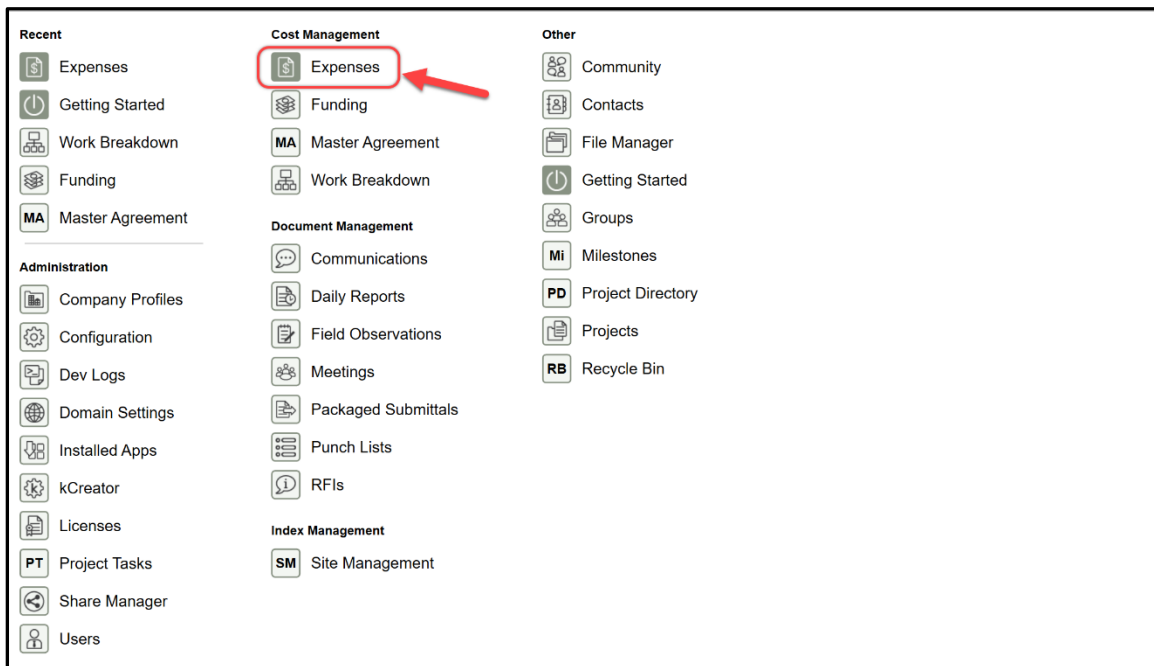 Recent
Expenses
Getting Started
Work Breakdown
Funding
MA Master Agreement
Administration
Company Profiles
Configuration
Dev Logs
Domain Settings
Installed Apps
kCreator
Licenses
PT Project Tasks
Share Manager
Users
Cost Management
Expenses
Funding
MA Master Agreement
Work Breakdown
Document Management
Communications
Daily Reports
Field Observations
Meetings
Packaged Submittals
Punch Lists
RFIs
Index Management
SM Site Management
Other
Community
Contacts
File Manager
Getting Started
Groups
Mi Milestones
PD Project Directory
Projects
RB Recycle Bin